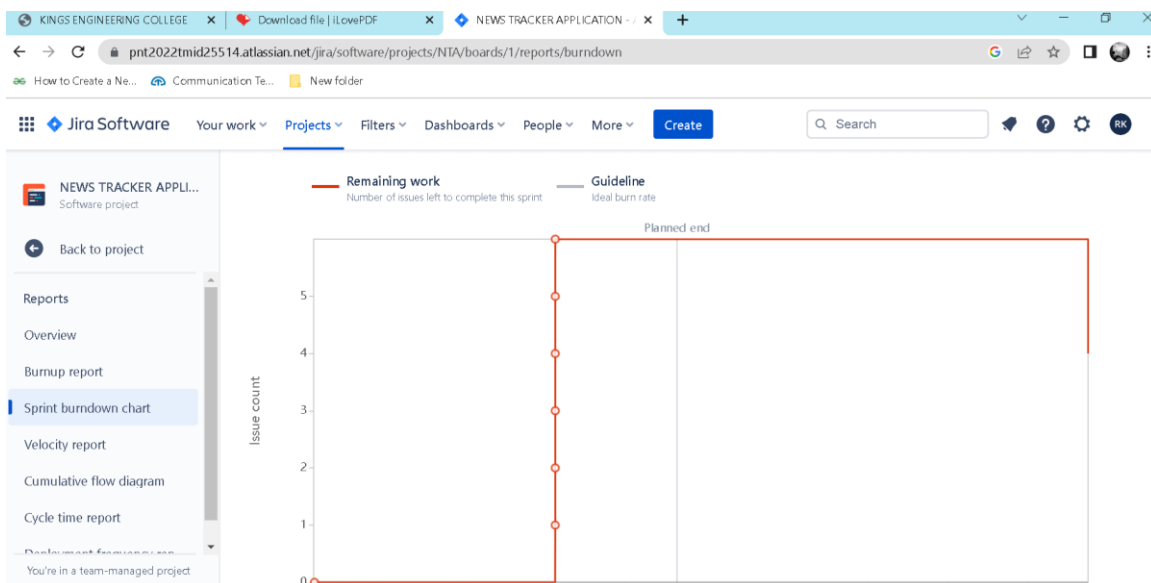 KINGS ENGINEERING COLLEGE
Download file | iLovePDF
NEWS TRACKER APPLICATION - A
pnt2022tmid25514.atlassian.net/jira/software/projects/NTA/boards/1/reports/burndown
How to Create a Ne...
Communication Te...
New folder
Jira Software
Your work
Projects
Filters
Dashboards
People
More
Create
Search
RK
NEWS TRACKER APPLI...
Software project
Back to project
Reports
Overview
Burnup report
Sprint burndown chart
Velocity report
Cumulative flow diagram
Cycle time report
Deployment frequency rep
You're in a team-managed project
Remaining work
Number of issues left to complete this sprint
Guideline
Ideal burn rate
Planned end
Issue count
5
4
3
2
1
0